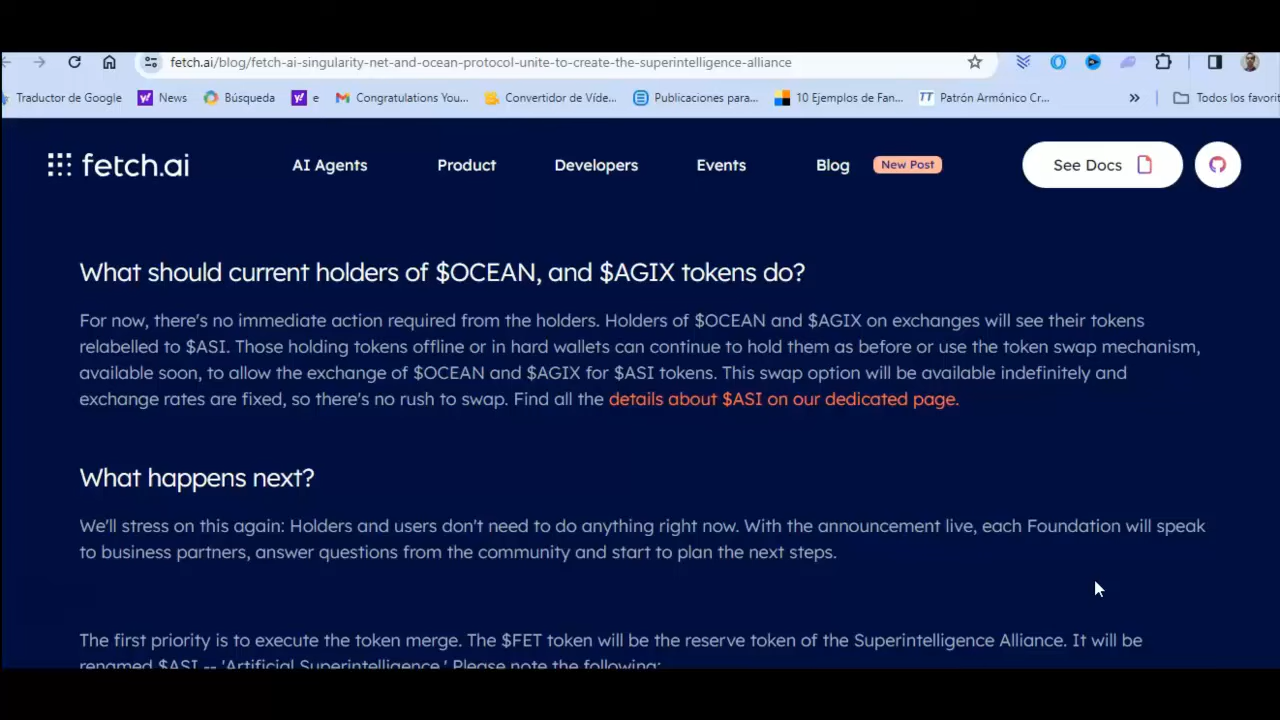 fetch.ai/blog/fetch-ai-singularity-net-and-ocean-protocol-unite-to-create-the-superintelligence-alliance
Traductor de Google News Búsqueda e Congratulations You... Convertidor de Víde... Publicaciones para... 10 Ejemplos de Fan... TT Patrón Armónico Cr... » Todos los favorit
fetch.ai AI Agents Product Developers Events Blog New Post See Docs
What should current holders of $OCEAN, and $AGIX tokens do?
For now, there's no immediate action required from the holders. Holders of $OCEAN and $AGIX on exchanges will see their tokens
relabelled to $ASI. Those holding tokens offline or in hard wallets can continue to hold them as before or use the token swap mechanism,
available soon, to allow the exchange of $OCEAN and $AGIX for $ASI tokens. This swap option will be available indefinitely and
exchange rates are fixed, so there's no rush to swap. Find all the details about $ASI on our dedicated page.
What happens next?
We'll stress on this again: Holders and users don't need to do anything right now. With the announcement live, each Foundation will speak
to business partners, answer questions from the community and start to plan the next steps.
The first priority is to execute the token merge. The $FET token will be the reserve token of the Superintelligence Alliance. It will be
renamed $ASI -- 'Artificial Superintelligence.' Please note the following: